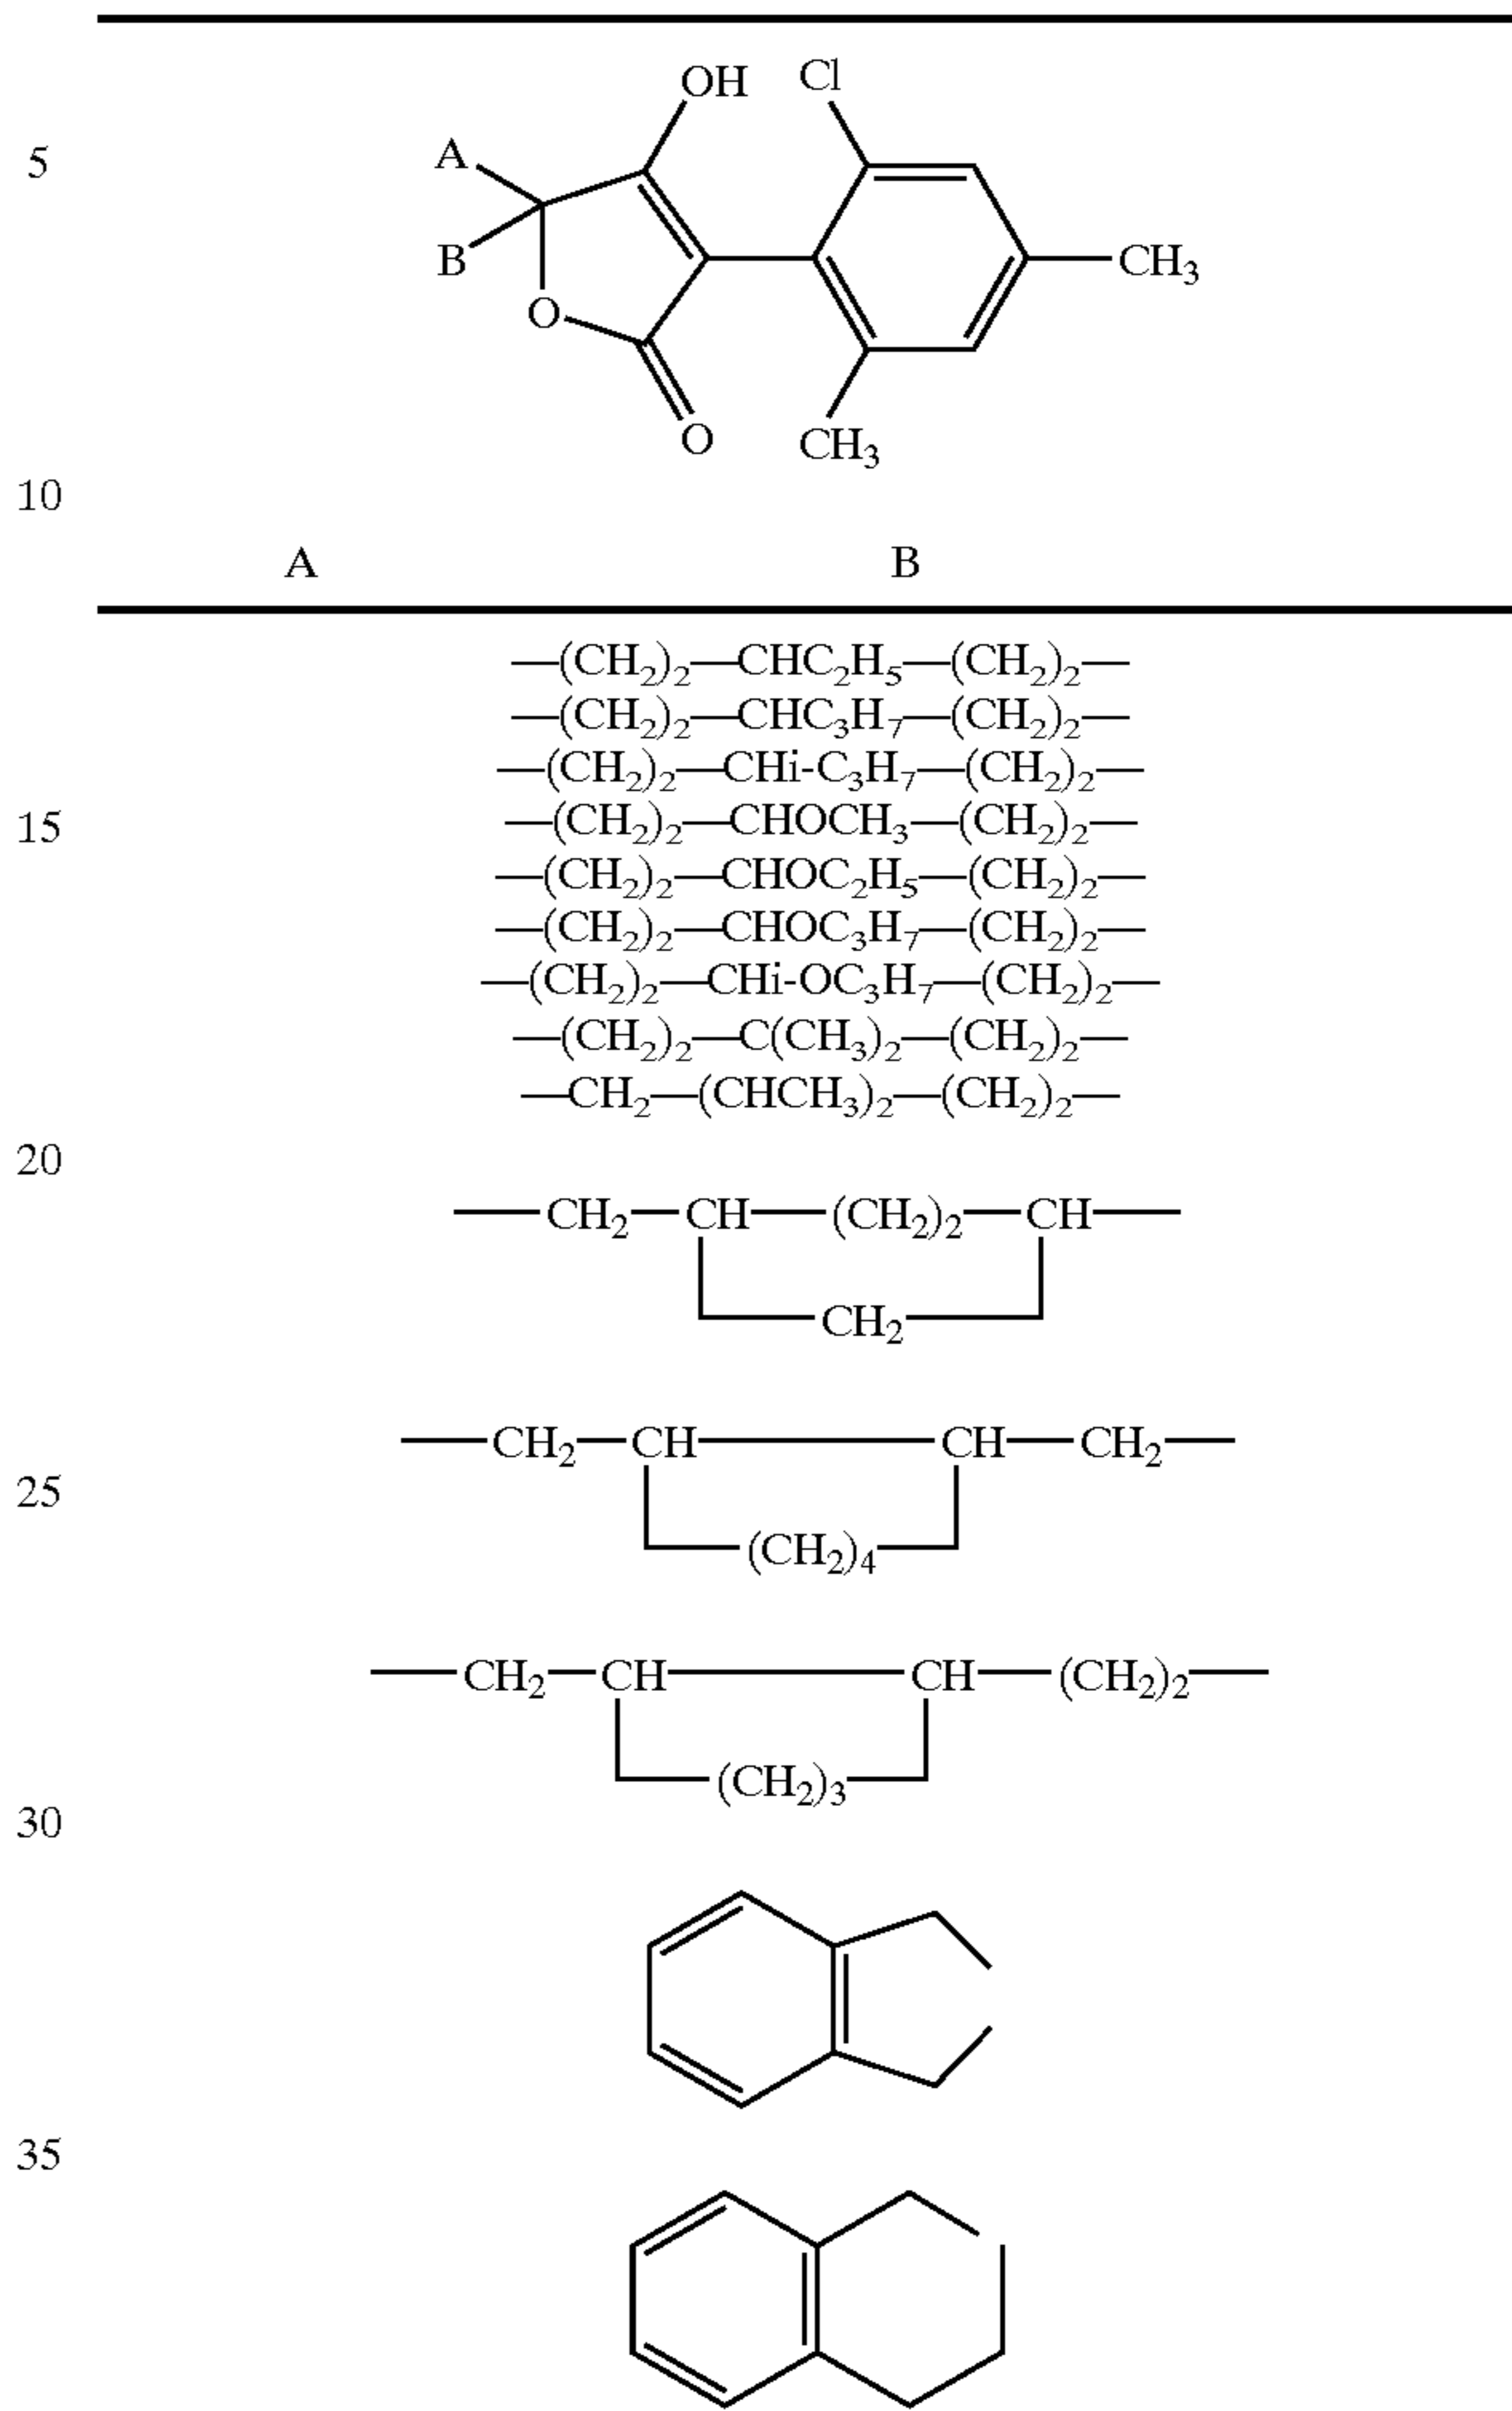 OH Cl
5 A
B CH₃
O
O CH₃
10
A B
—(CH₂)₂—CHC₂H₅—(CH₂)₂—
—(CH₂)₂—CHC₃H₇—(CH₂)₂—
—(CH₂)₂—CHi-C₃H₇—(CH₂)₂—
15 —(CH₂)₂—CHOCH₃—(CH₂)₂—
—(CH₂)₂—CHOC₂H₅—(CH₂)₂—
—(CH₂)₂—CHOC₃H₇—(CH₂)₂—
—(CH₂)₂—CHi-OC₃H₇—(CH₂)₂—
—(CH₂)₂—C(CH₃)₂—(CH₂)₂—
—CH₂—(CHCH₃)₂—(CH₂)₂—
20
—CH₂—CH—(CH₂)₂—CH—
CH₂
—CH₂—CH—CH—CH₂—
25
(CH₂)₄
—CH₂—CH—CH—(CH₂)₂—
(CH₂)₃
30
35